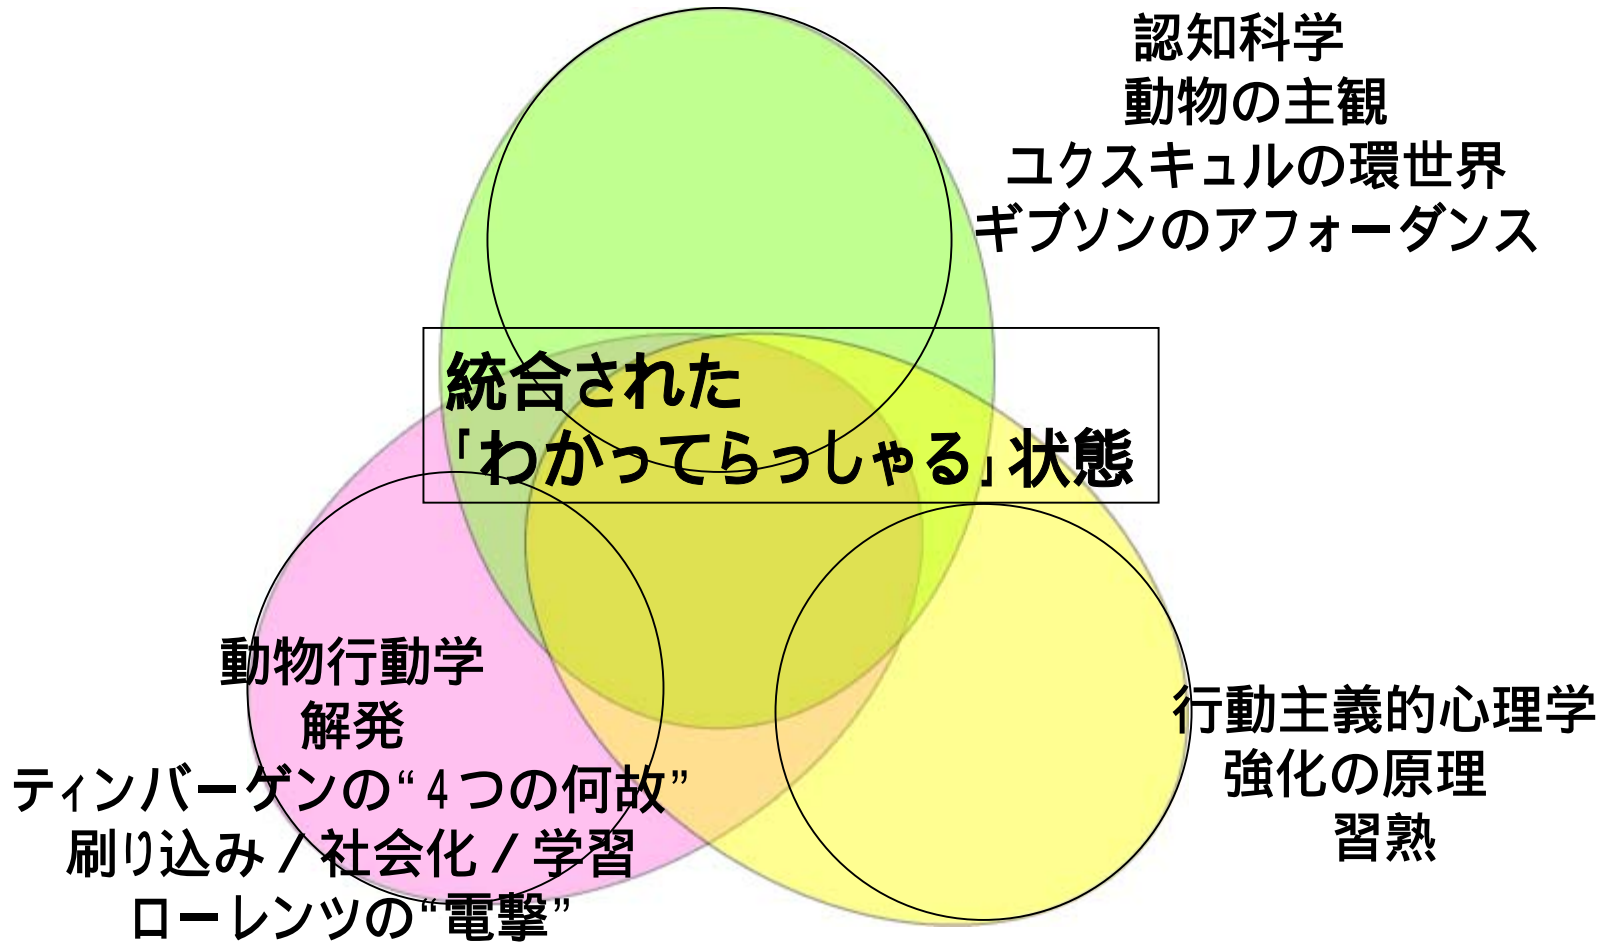 認知科学
動物の主観
ユクスキュルの環世界
ギブソンのアフォーダンス
統合された
「わかってらっしゃる」状態
動物行動学
解発
ティンバーゲンの“４つの何故”
刷り込み／社会化／学習
ローレンツの“電撃”
行動主義的心理学
強化の原理
習熟